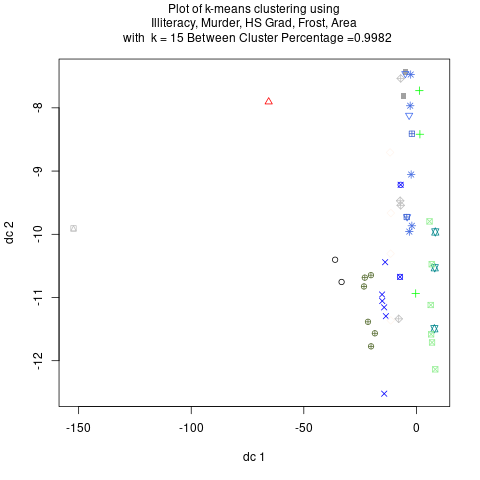 Plot of k-means clustering using
Illiteracy, Murder, HS Grad, Frost, Area
with  k = 15 Between Cluster Percentage =0.9982
-8
-9
-10
-11
-12
dc 2
-150
-100
-50
0
dc 1